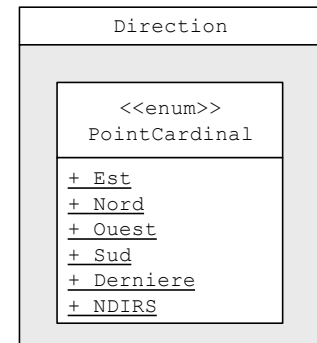 Direction
<<enum>>
PointCardinal
+ Est
+ Nord
+ Ouest
+ Sud
+ Derniere
+ NDIRS